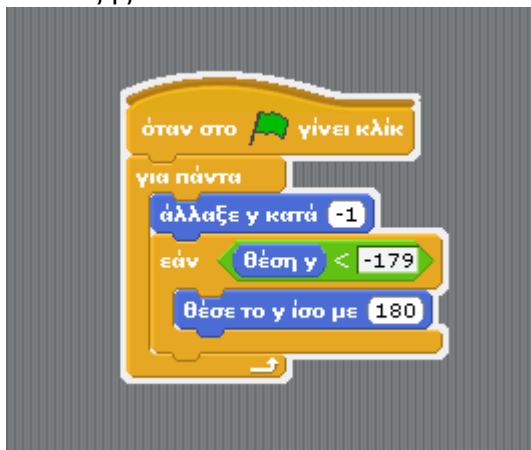 όταν στο γίνει κλίκ
για πάντα
άλλαξε y κατά -1
εάν θέση y < -179
θέσε το y ίσο με 180